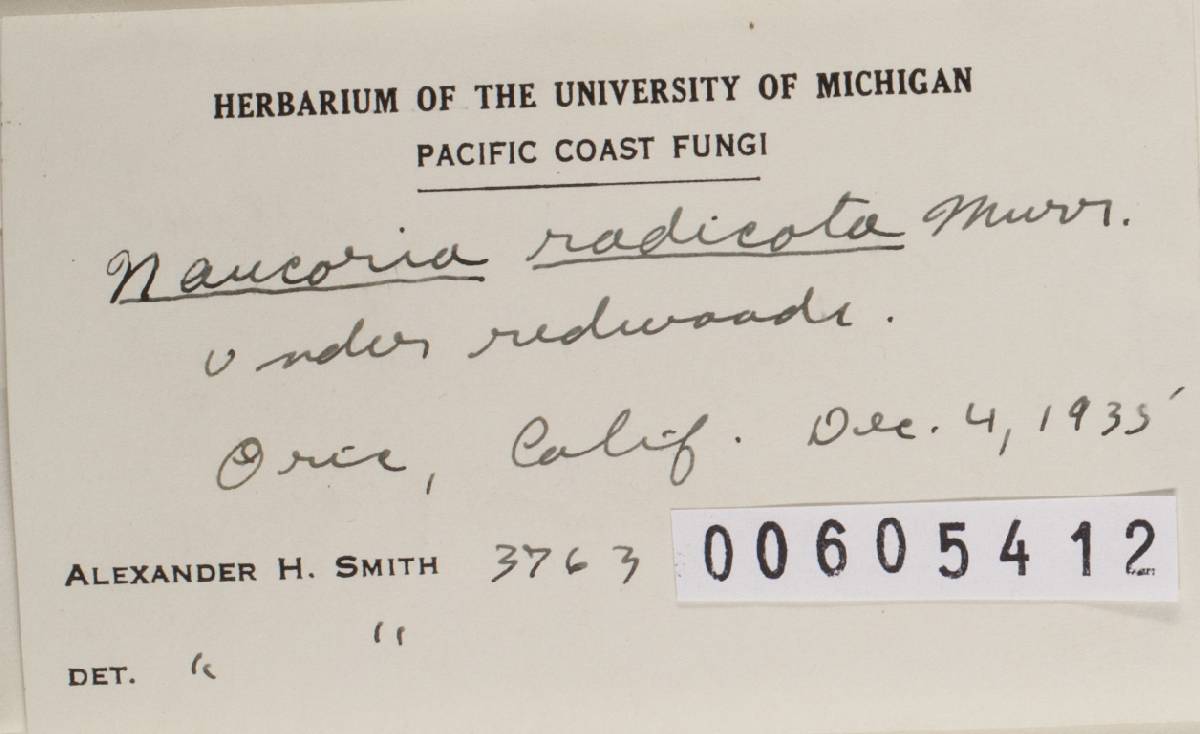 HERBARIUM OF THE UNIVERSITY OF MICHIGAN
PACIFIC COAST FUNGI
Naucoria radicata Murr.
Under redwoods.
Oric, Calif. Dec. 4, 1935
ALEXANDER H. SMITH 3763 00605412
DET. " "